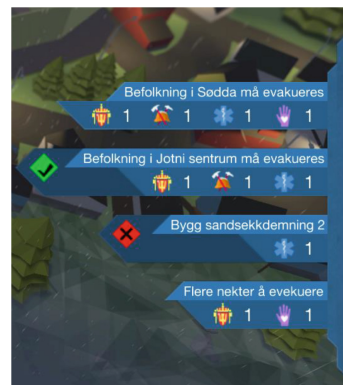 Befolkning i Sødda må evakueres
1 1 1 1
Befolkning i Jotni sentrum må evakueres
1 1 1
Bygg sandsekkdemning 2
1
Flere nekter å evekuere
1 1